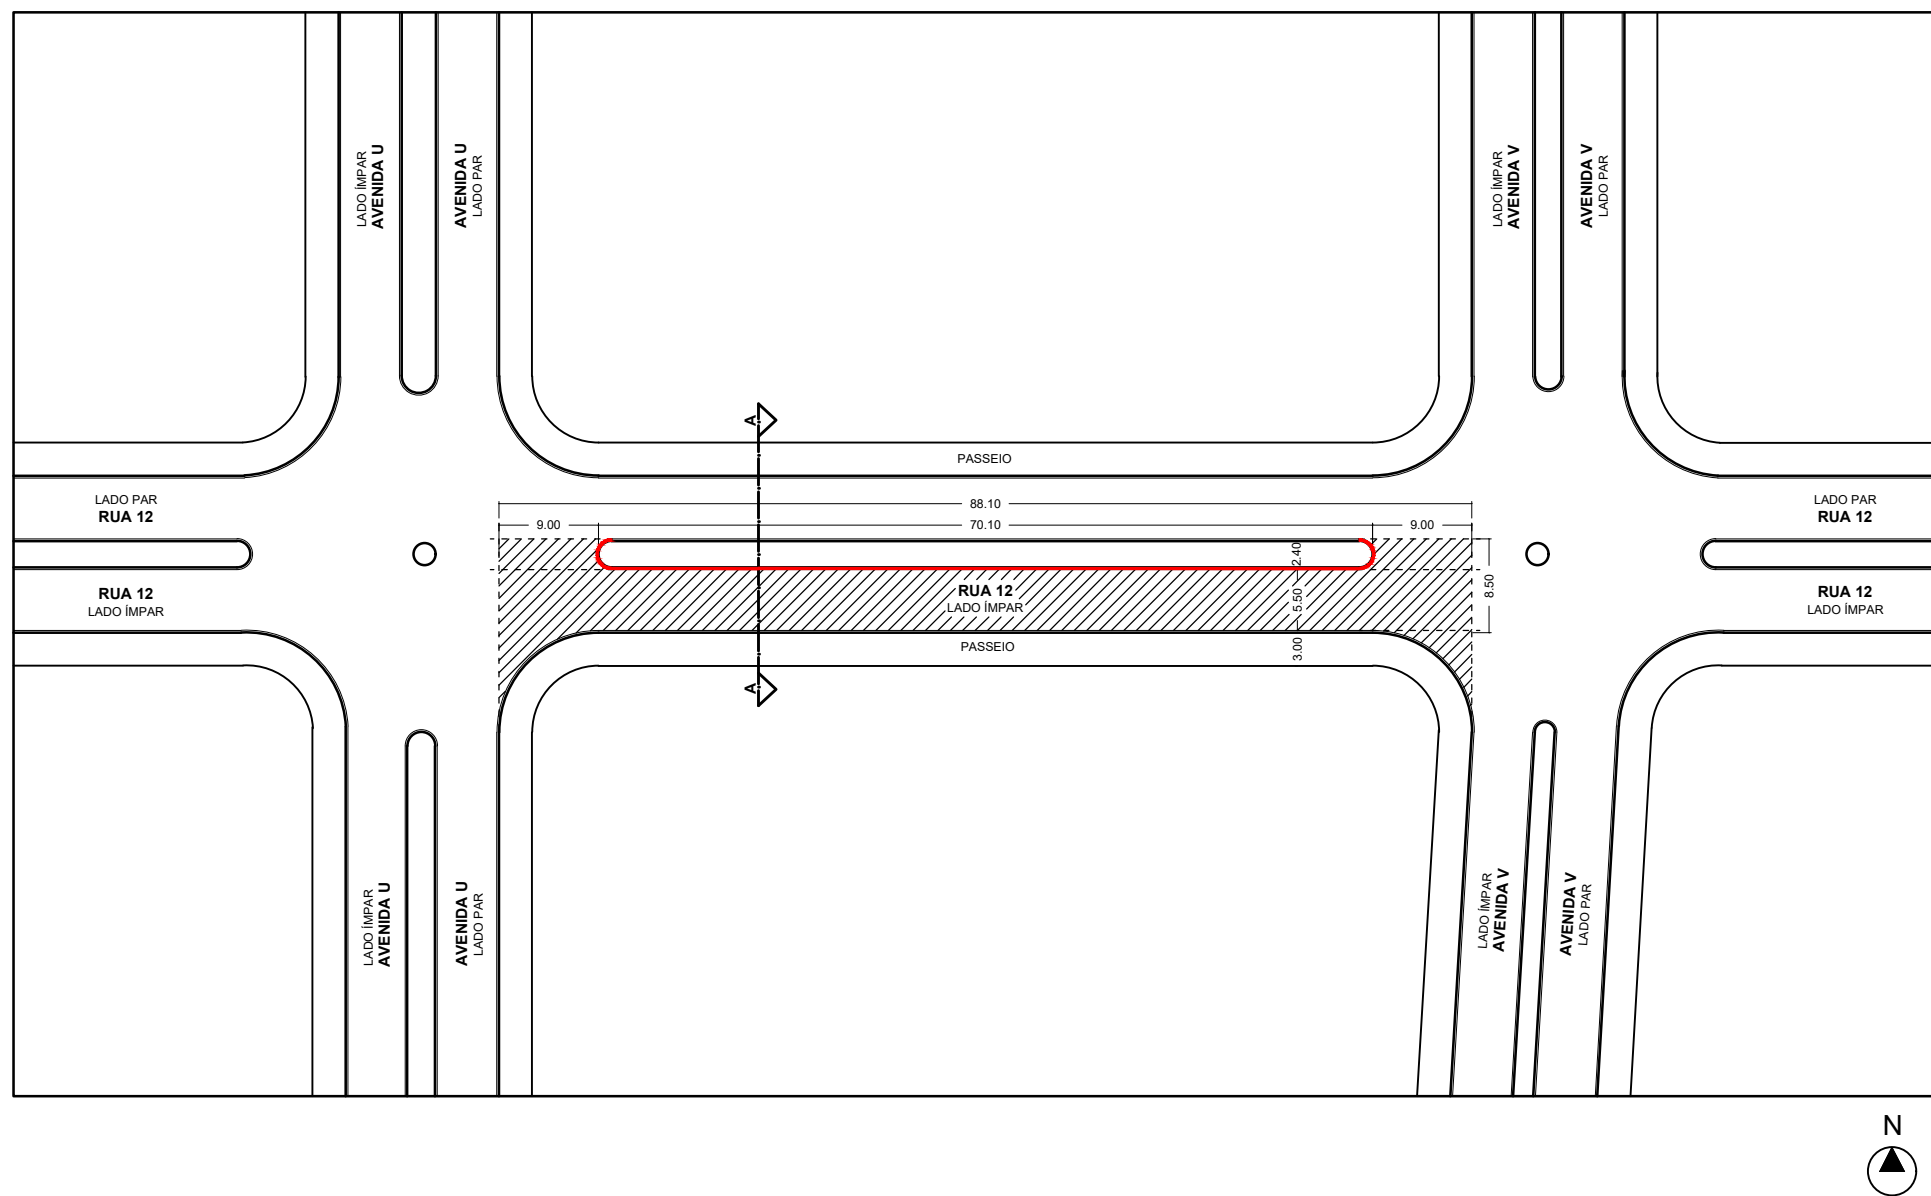 LADO ÍMPAR
AVENIDA U
AVENIDA U
LADO PAR
LADO ÍMPAR
AVENIDA V
AVENIDA V
LADO PAR
A
PASSEIO
LADO PAR
RUA 12
88.10
LADO PAR
RUA 12
9.00
70.10
9.00
2.40
RUA 12
LADO ÍMPAR
RUA 12
LADO ÍMPAR
5.50
8.50
RUA 12
LADO ÍMPAR
PASSEIO
3.00
A
LADO ÍMPAR
AVENIDA U
AVENIDA U
LADO PAR
LADO ÍMPAR
AVENIDA V
AVENIDA V
LADO PAR
N